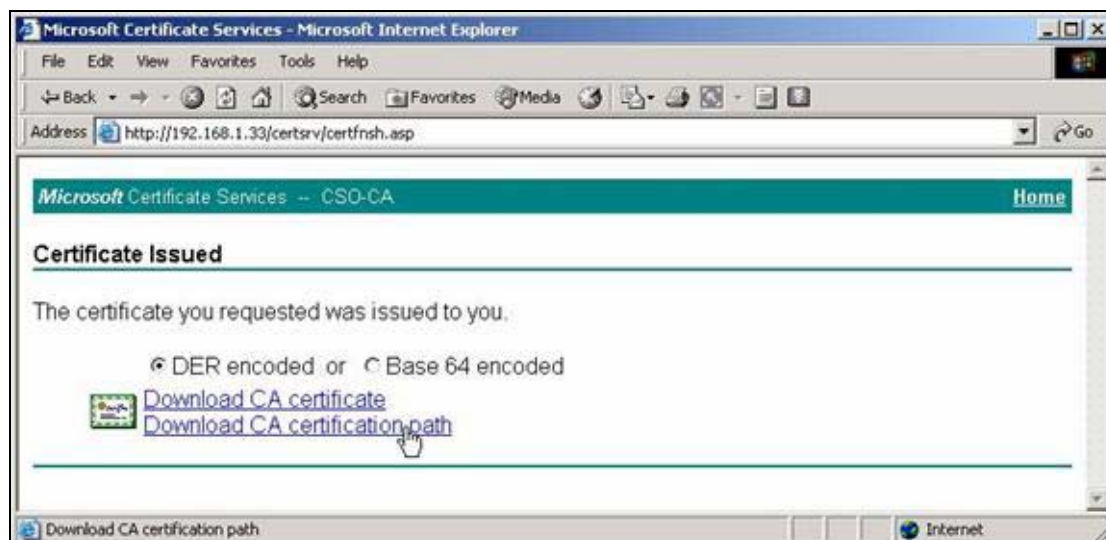 Microsoft Certificate Services - Microsoft Internet Explorer
File Edit View Favorites Tools Help
Back Search Favorites Media
Address http://192.168.1.33/certsrv/certfnsh.asp Go
Microsoft Certificate Services -- CSO-CA Home
Certificate Issued
The certificate you requested was issued to you.
DER encoded or Base 64 encoded
Download CA certificate
Download CA certification path
Download CA certification path Internet